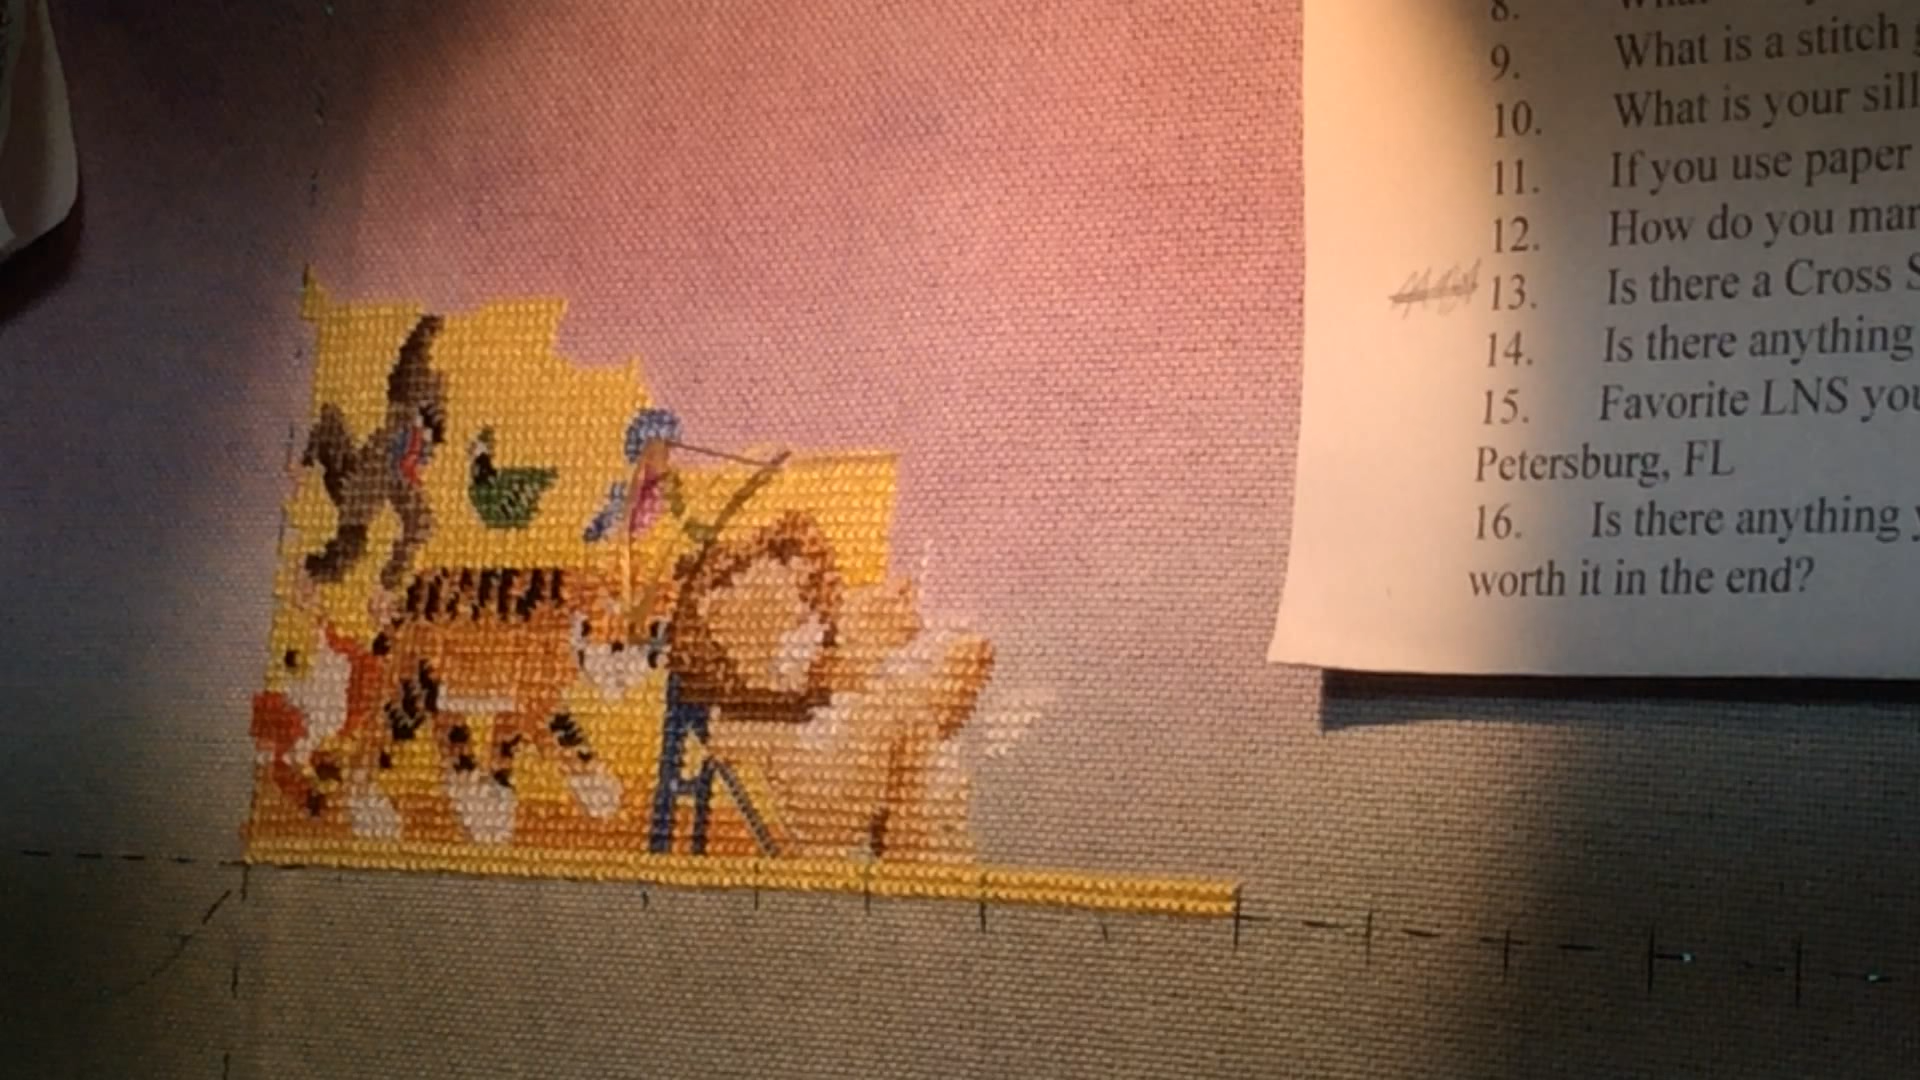 8.
9. What is a stitch
10. What is your sill
11. If you use paper
12. How do you mar
13. Is there a Cross S
14. Is there anything
15. Favorite LNS you
Petersburg, FL
16. Is there anything y
worth it in the end?